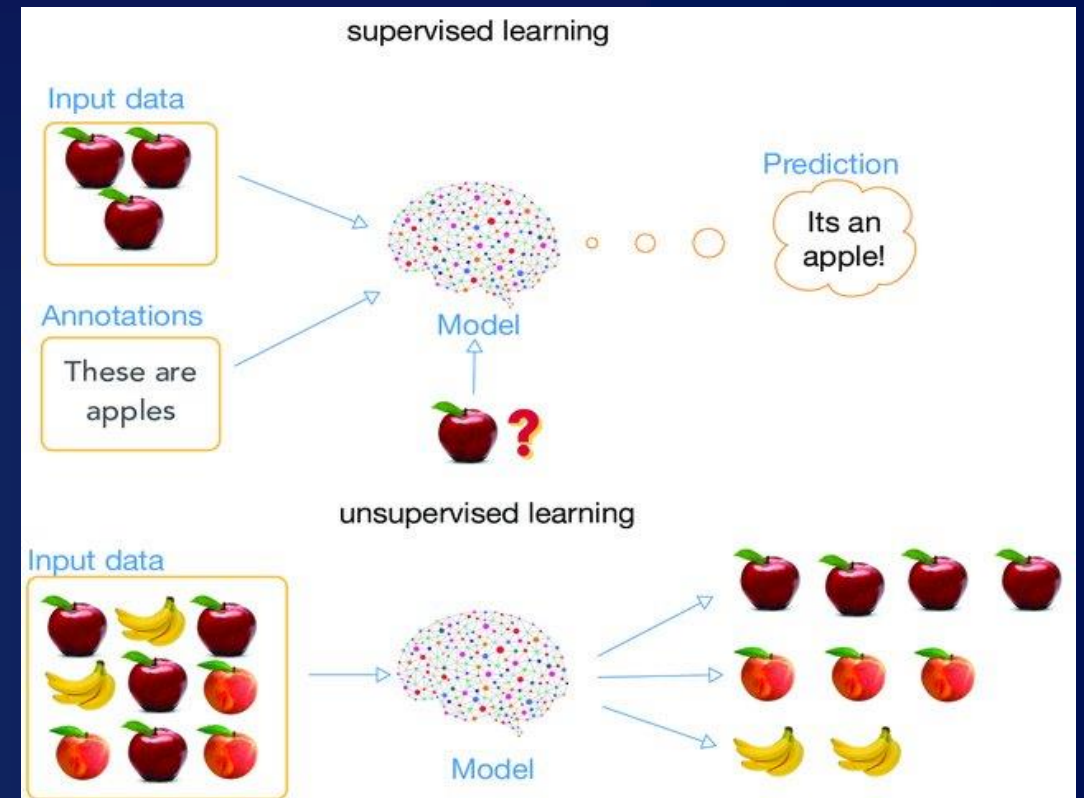 supervised learning
Input data
Prediction
Its an
apple!
Annotations
Model
These are
apples
?
unsupervised learning
Input data
Model